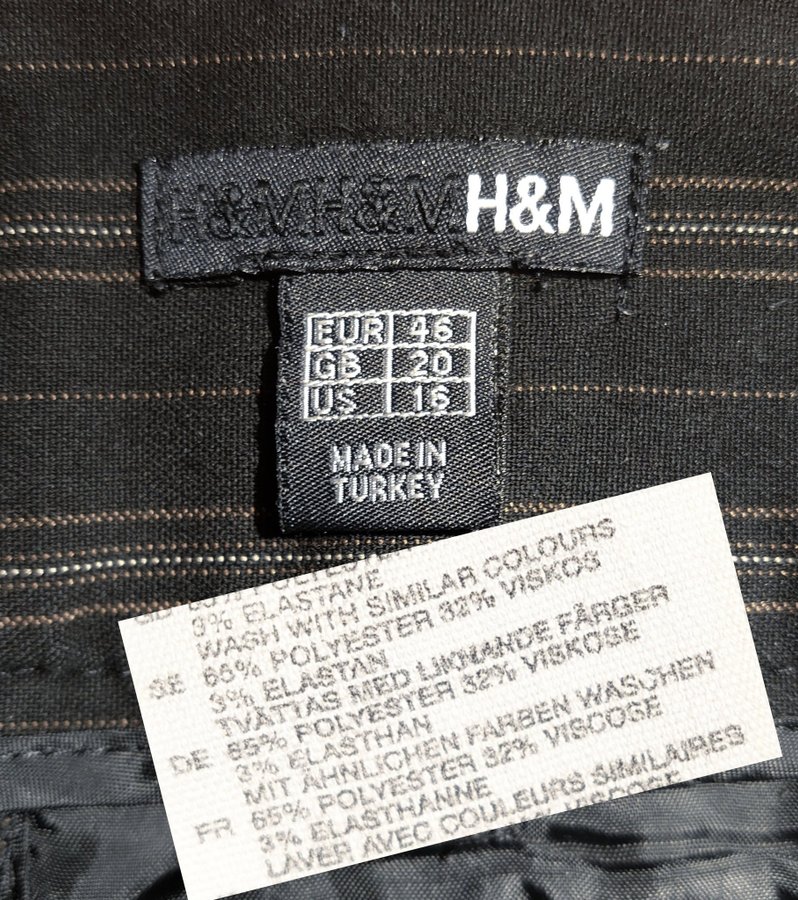 H&M H&M H&M
EUR 46
GB 20
US 16
MADE IN
TURKEY
3% ELASTANE
WASH WITH SIMILAR COLOURS
SE 65% POLYESTER 32% VISKOS
3% ELASTAN
TVÄTTAS MED LIKNANDE FÄRGER
DE 65% POLYESTER 32% VISKOSE
3% ELASTHAN
MIT ÄHNLICHEN FARBEN WASCHEN
FR 65% POLYESTER 32% VISCOSE
3% ELASTHANNE
LAVER AVEC COULEURS SIMILAIRES